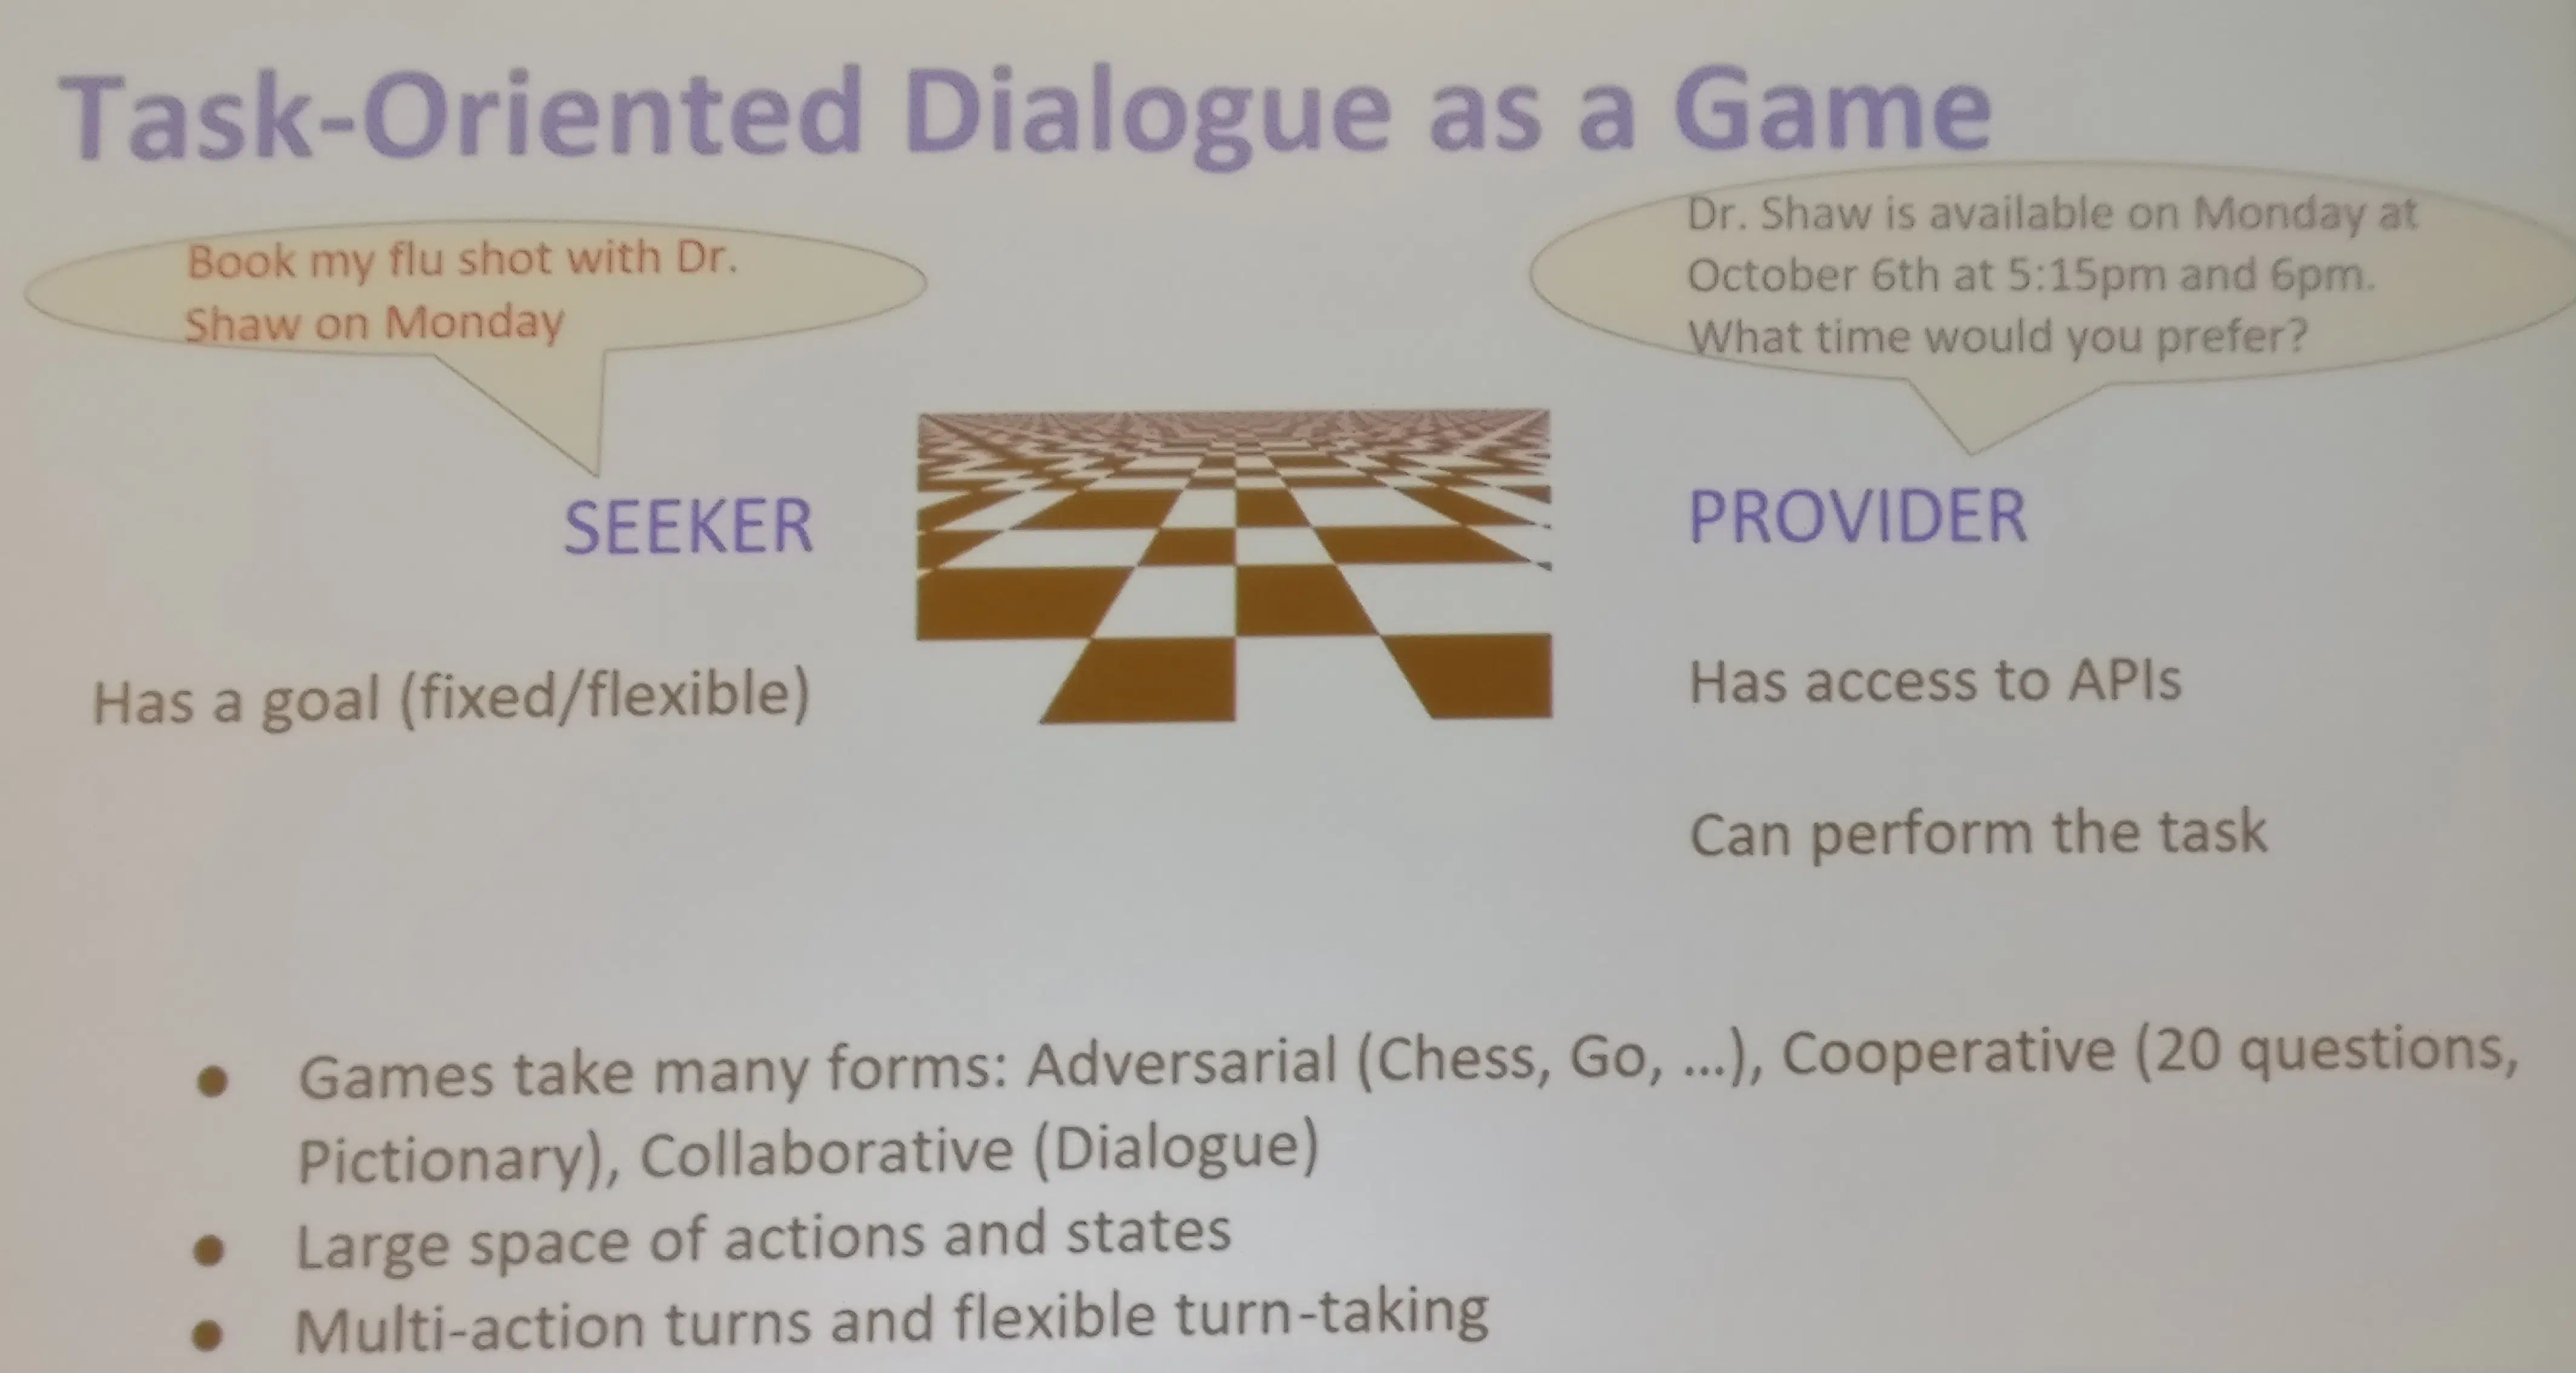 Task-Oriented Dialogue as a Game
Book my flu shot with Dr.
Shaw on Monday
Dr. Shaw is available on Monday at
October 6th at 5:15pm and 6pm.
What time would you prefer?
SEEKER
PROVIDER
Has a goal (fixed/flexible)
Has access to APIs
Can perform the task
● Games take many forms: Adversarial (Chess, Go, ...), Cooperative (20 questions,
Pictionary), Collaborative (Dialogue)
● Large space of actions and states
● Multi-action turns and flexible turn-taking